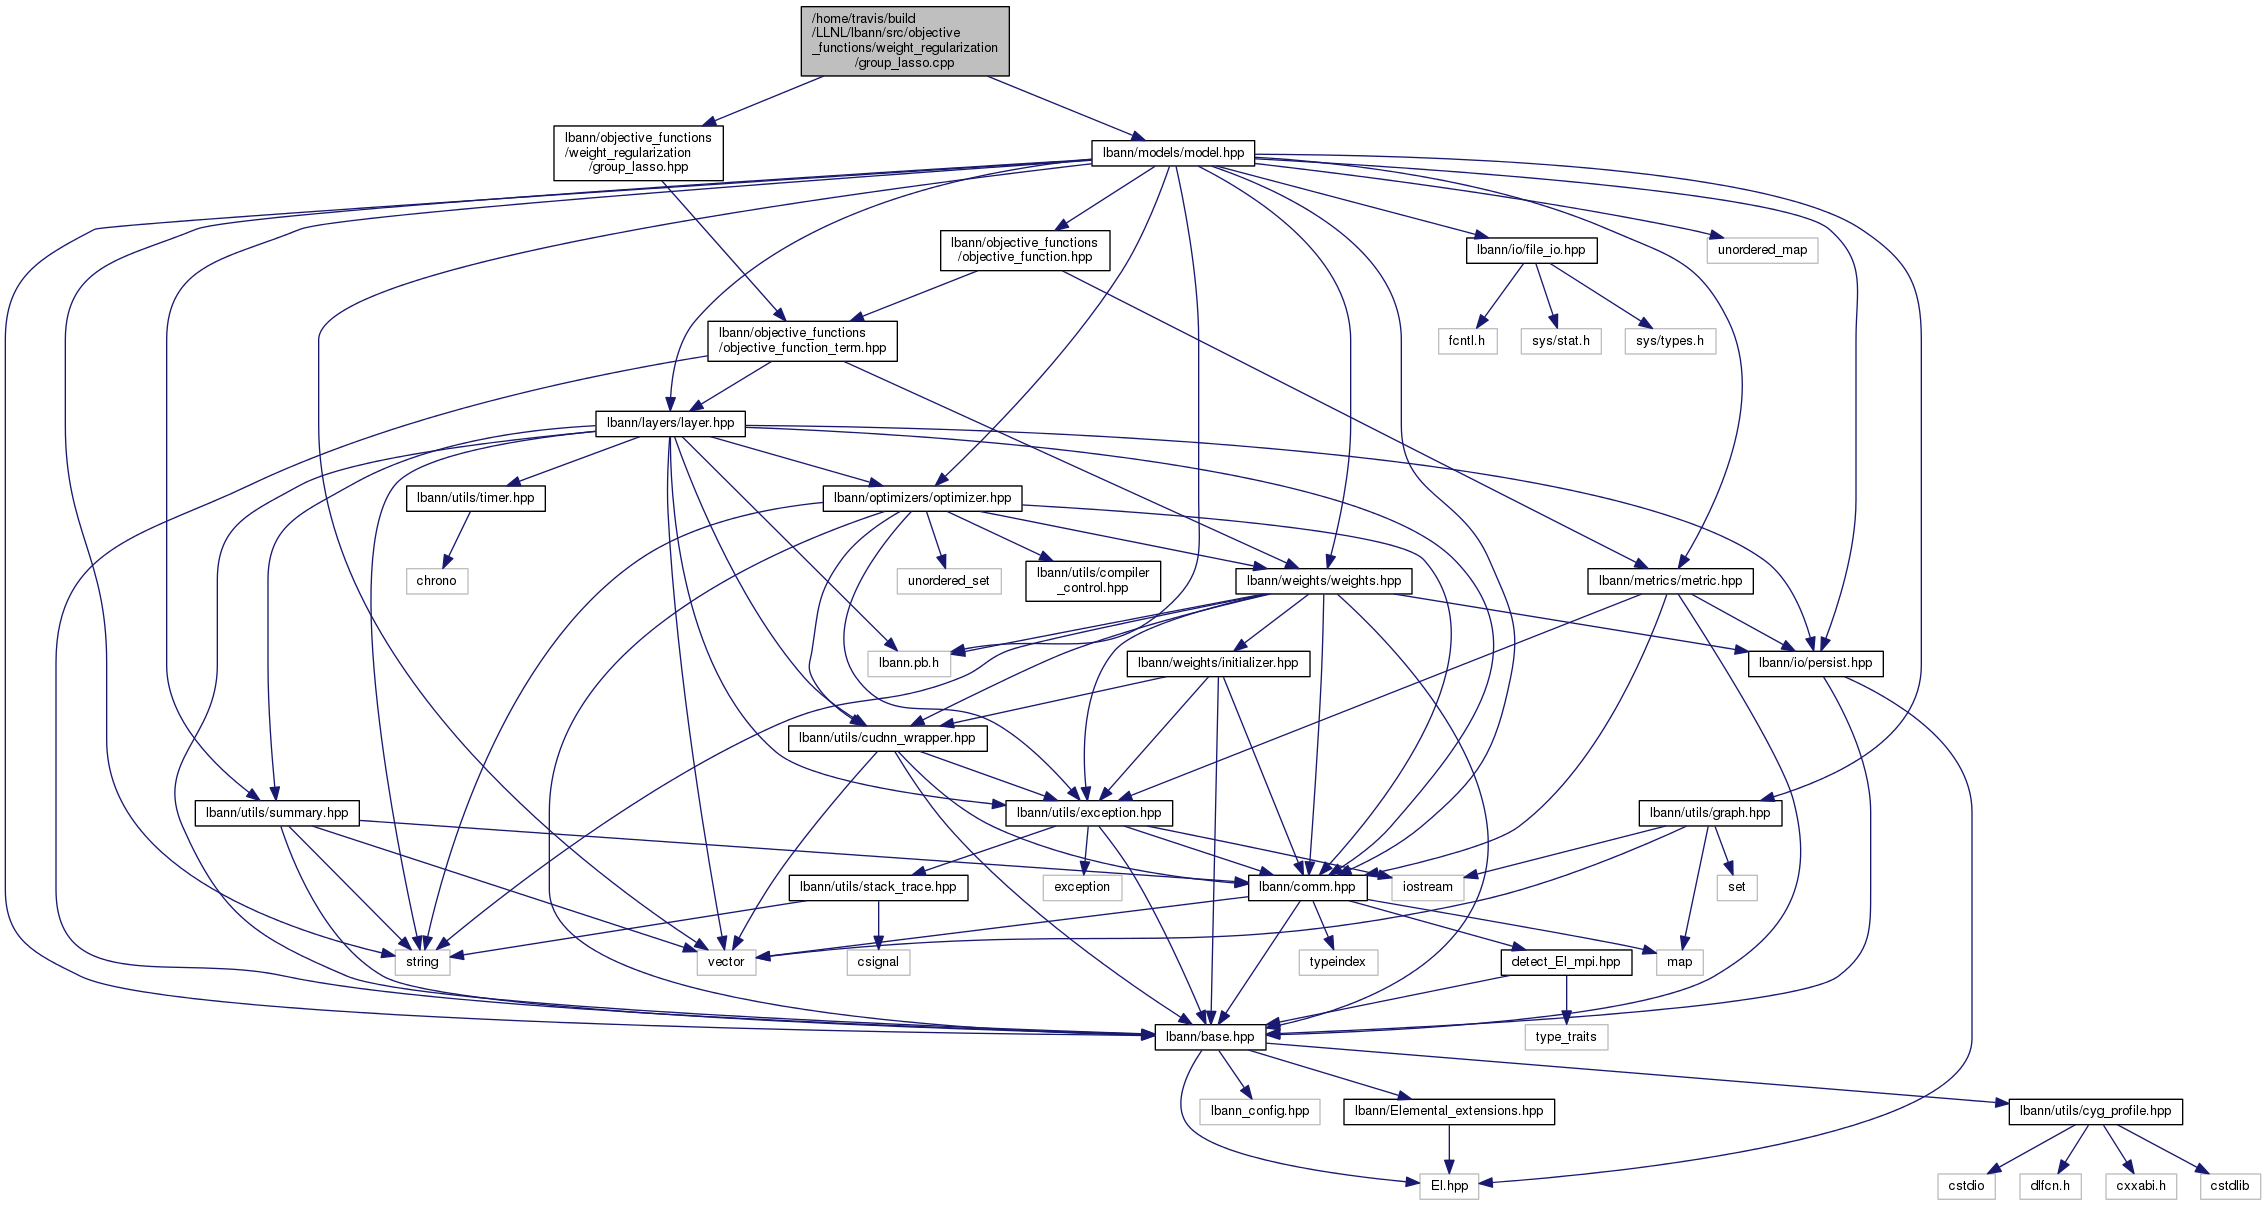 /home/travis/build
/LLNL/lbann/src/objective
_functions/weight_regularization
/group_lasso.cpp
lbann/objective_functions
/weight_regularization
/group_lasso.hpp
lbann/models/model.hpp
lbann/objective_functions
/objective_function.hpp
lbann/io/file_io.hpp
unordered_map
lbann/objective_functions
/objective_function_term.hpp
fcntl.h
sys/stat.h
sys/types.h
lbann/layers/layer.hpp
lbann/utils/timer.hpp
lbann/optimizers/optimizer.hpp
chrono
unordered_set
lbann/utils/compiler
_control.hpp
lbann/weights/weights.hpp
lbann/metrics/metric.hpp
lbann.pb.h
lbann/weights/initializer.hpp
lbann/io/persist.hpp
lbann/utils/cudnn_wrapper.hpp
lbann/utils/summary.hpp
lbann/utils/exception.hpp
lbann/utils/graph.hpp
lbann/utils/stack_trace.hpp
exception
lbann/comm.hpp
iostream
set
string
vector
csignal
typeindex
detect_El_mpi.hpp
map
lbann/base.hpp
type_traits
lbann_config.hpp
lbann/Elemental_extensions.hpp
lbann/utils/cyg_profile.hpp
El.hpp
cstdio
dlfcn.h
cxxabi.h
cstdlib